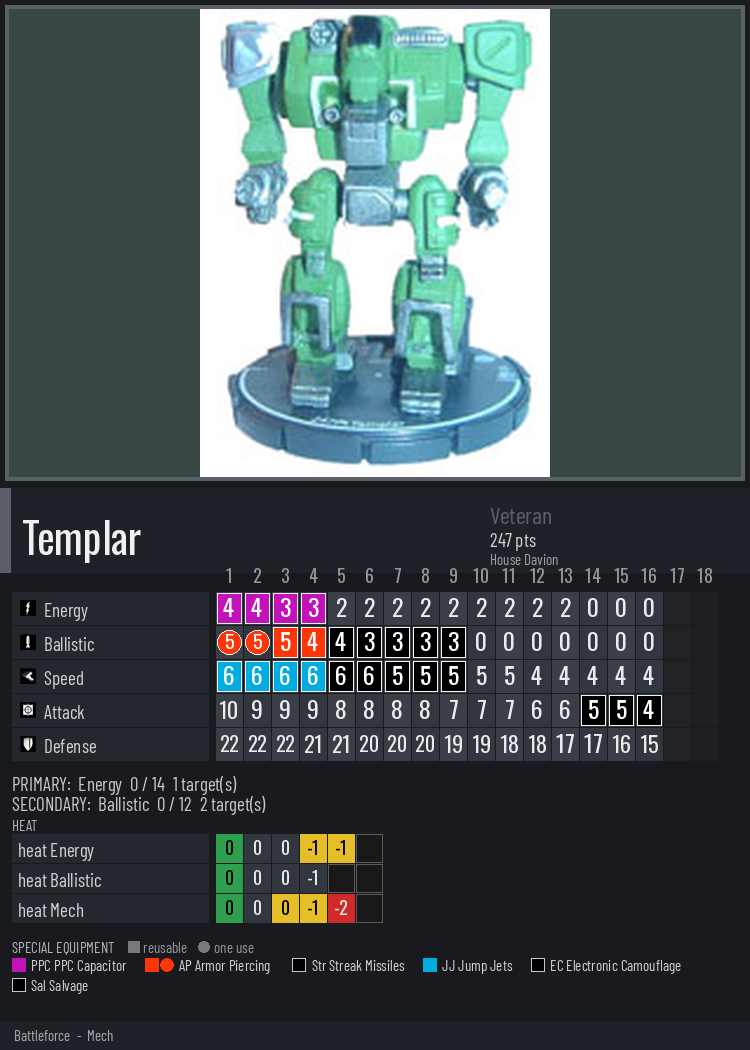 Templar
Veteran
247 pts
House Davion
1 2 3 4 5 6 7 8 9 10 11 12 13 14 15 16 17 18
Energy 4 4 3 3 2 2 2 2 2 2 2 2 2 0 0 0
Ballistic 5 5 5 4 4 3 3 3 3 0 0 0 0 0 0 0
Speed 6 6 6 6 6 6 5 5 5 5 5 4 4 4 4 4
Attack 10 9 9 9 8 8 8 8 7 7 7 6 6 5 5 4
Defense 22 22 22 21 21 20 20 20 19 19 18 18 17 17 16 15
PRIMARY: Energy 0 / 14 1 target(s)
SECONDARY: Ballistic 0 / 12 2 target(s)
HEAT
heat Energy 0 0 0 -1 -1
heat Ballistic 0 0 0 -1
heat Mech 0 0 0 -1 -2
SPECIAL EQUIPMENT reusable one use
PPC PPC Capacitor AP Armor Piercing Str Streak Missiles JJ Jump Jets EC Electronic Camouflage
Sal Salvage
Battleforce - Mech